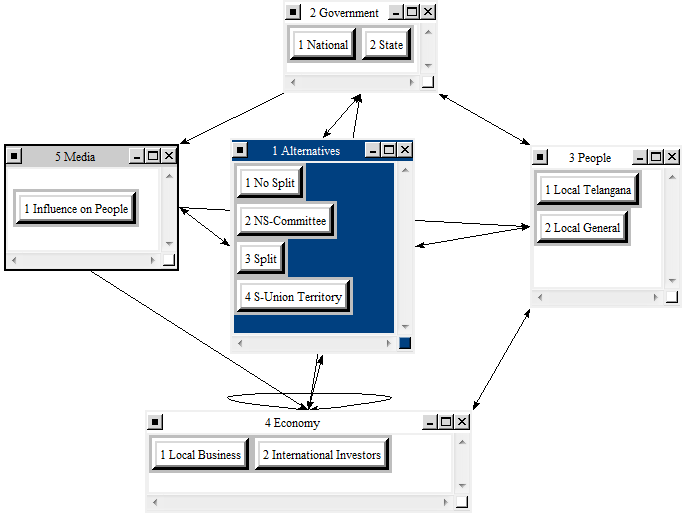 2 Government
1 National
2 State
5 Media
1 Influence on People
1 Alternatives
1 No Split
2 NS-Committee
3 Split
4 S-Union Territory
3 People
1 Local Telangana
2 Local General
4 Economy
1 Local Business
2 International Investors